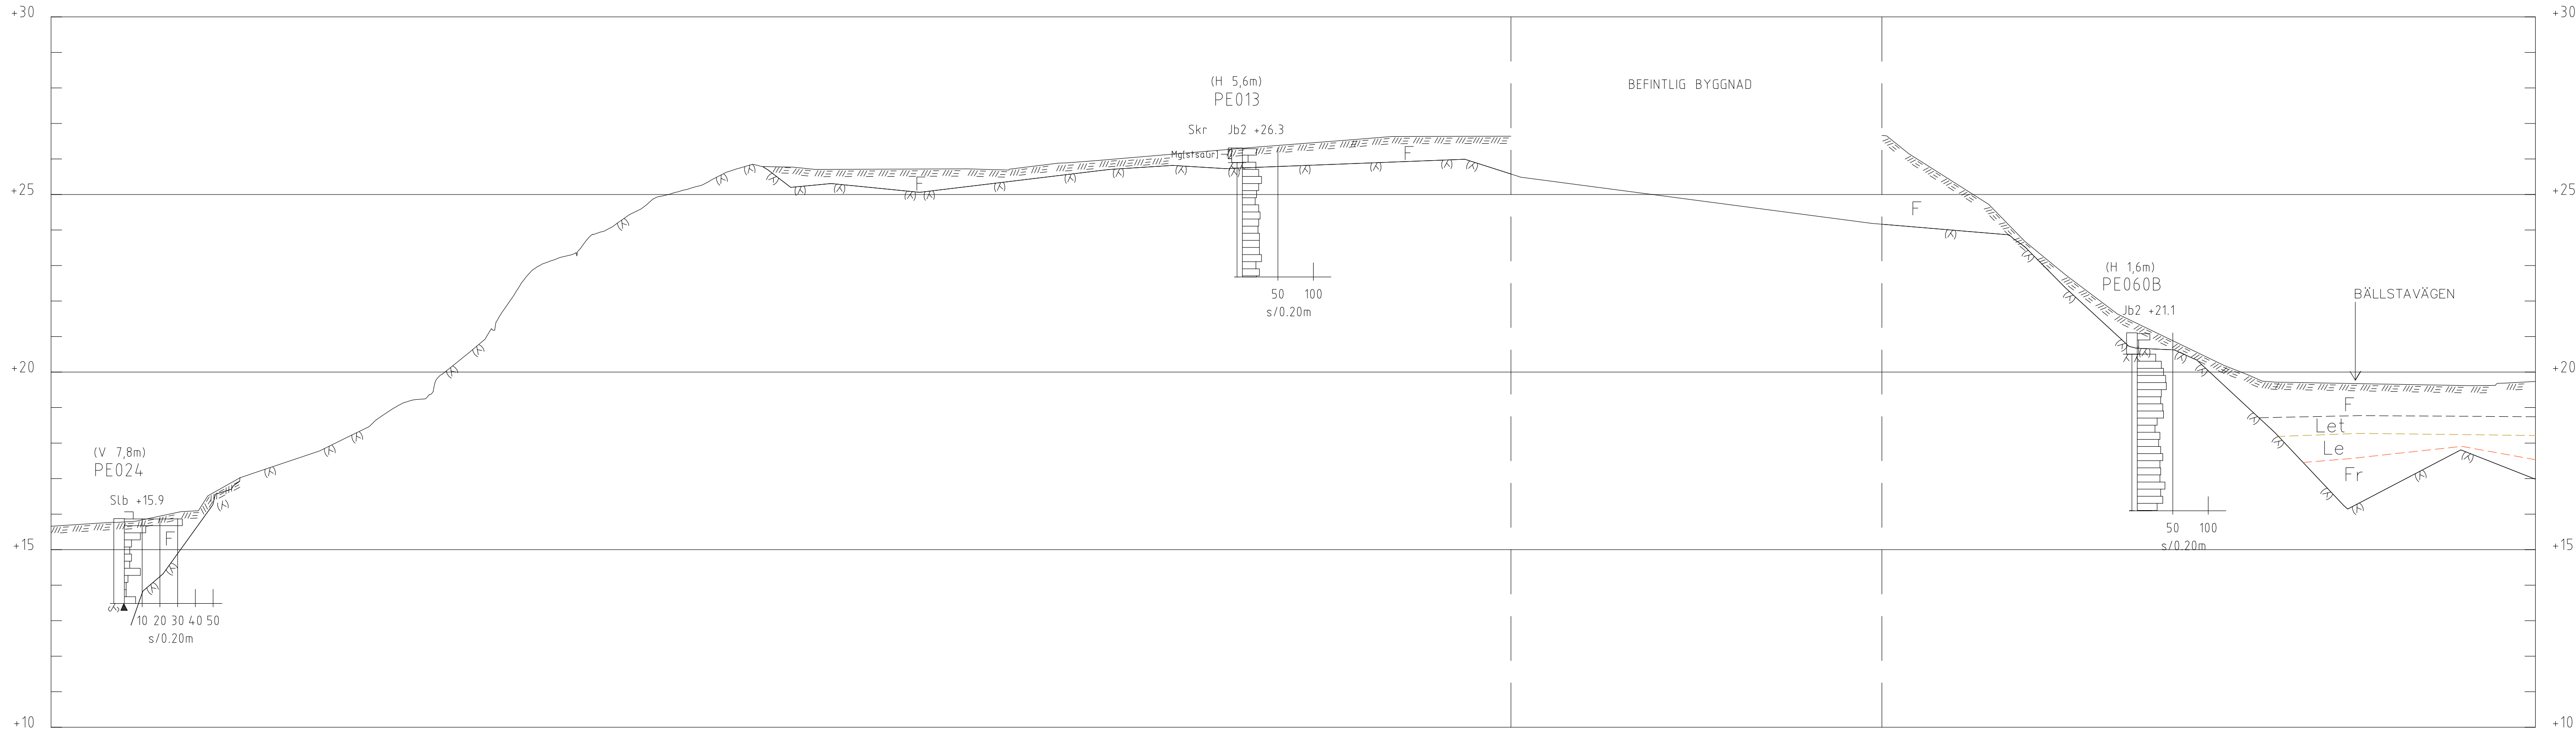 +30
+30
(H 5,6m)
PE013
BEFINTLIG BYGGNAD
Skr Jb2 +26.3
Mg[stsaGr]
F
F
F
+25
+25
50 100
s/0.20m
(H 1,6m)
PE060B
Jb2 +21.1
BÄLLSTAVÄGEN
+20
+20
F
Let
Le
Fr
(V 7,8m)
PE024
Slb +15.9
F
50 100
s/0.20m
+15
+15
10 20 30 40 50
s/0.20m
+10
+10